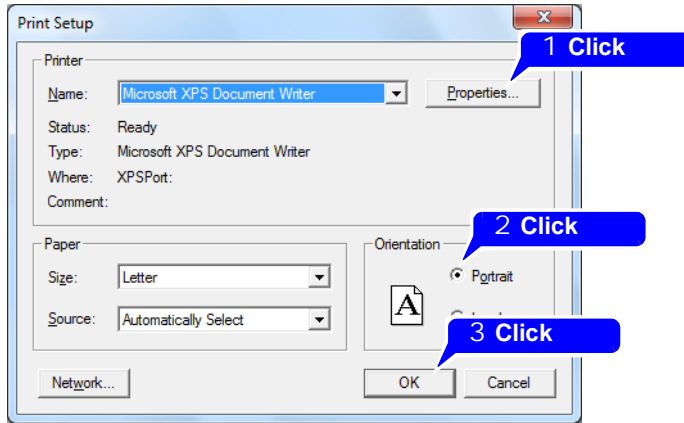 Print Setup
1 Click
Printer
Name: Microsoft XPS Document Writer Properties...
Status: Ready
Type: Microsoft XPS Document Writer
Where: XPSPort:
Comment:
2 Click
Paper
Orientation
Size: Letter
Portrait
A
Source: Automatically Select
3 Click
Network...
OK
Cancel